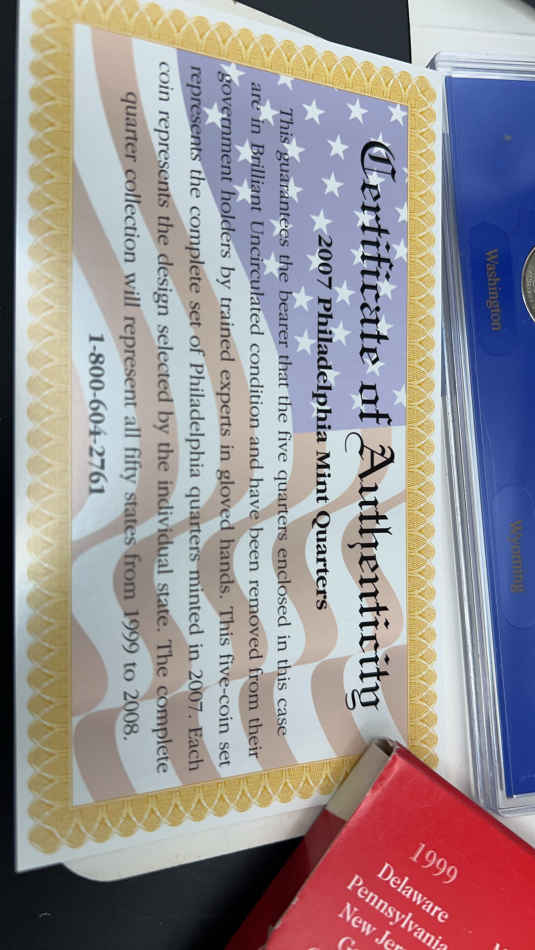 Certificate of Authenticity
2007 Philadelphia Mint Quarters
This guarantees the bearer that the five quarters enclosed in this case
are in Brilliant Uncirculated condition and have been removed from their
government holders by trained experts in gloved hands. This five-coin set
represents the complete set of Philadelphia quarters minted in 2007. Each
coin represents the design selected by the individual state. The complete
quarter collection will represent all fifty states from 1999 to 2008.
1-800-604-2761
Washington
Wyoming
1999
Delaware
Pennsylvania
New Jer